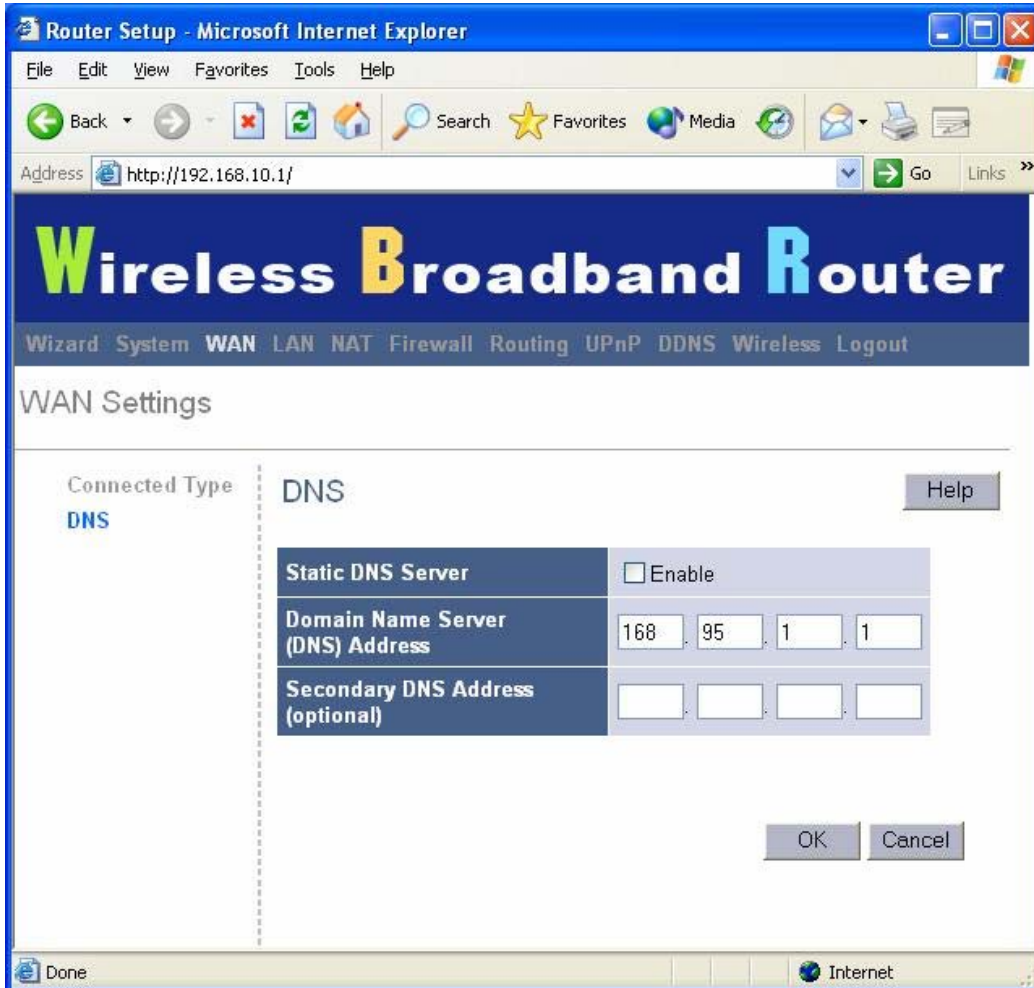 Router Setup - Microsoft Internet Explorer
File Edit View Favorites Tools Help
Back Search Favorites Media
Address http://192.168.10.1/ Go Links »
Wireless Broadband Router
Wizard System WAN LAN NAT Firewall Routing UPnP DDNS Wireless Logout
WAN Settings
Connected Type
DNS
DNS
Help
Static DNS Server
Enable
Domain Name Server
(DNS) Address
168 . 95 . 1 . 1
Secondary DNS Address
(optional)
. . .
OK Cancel
Done Internet